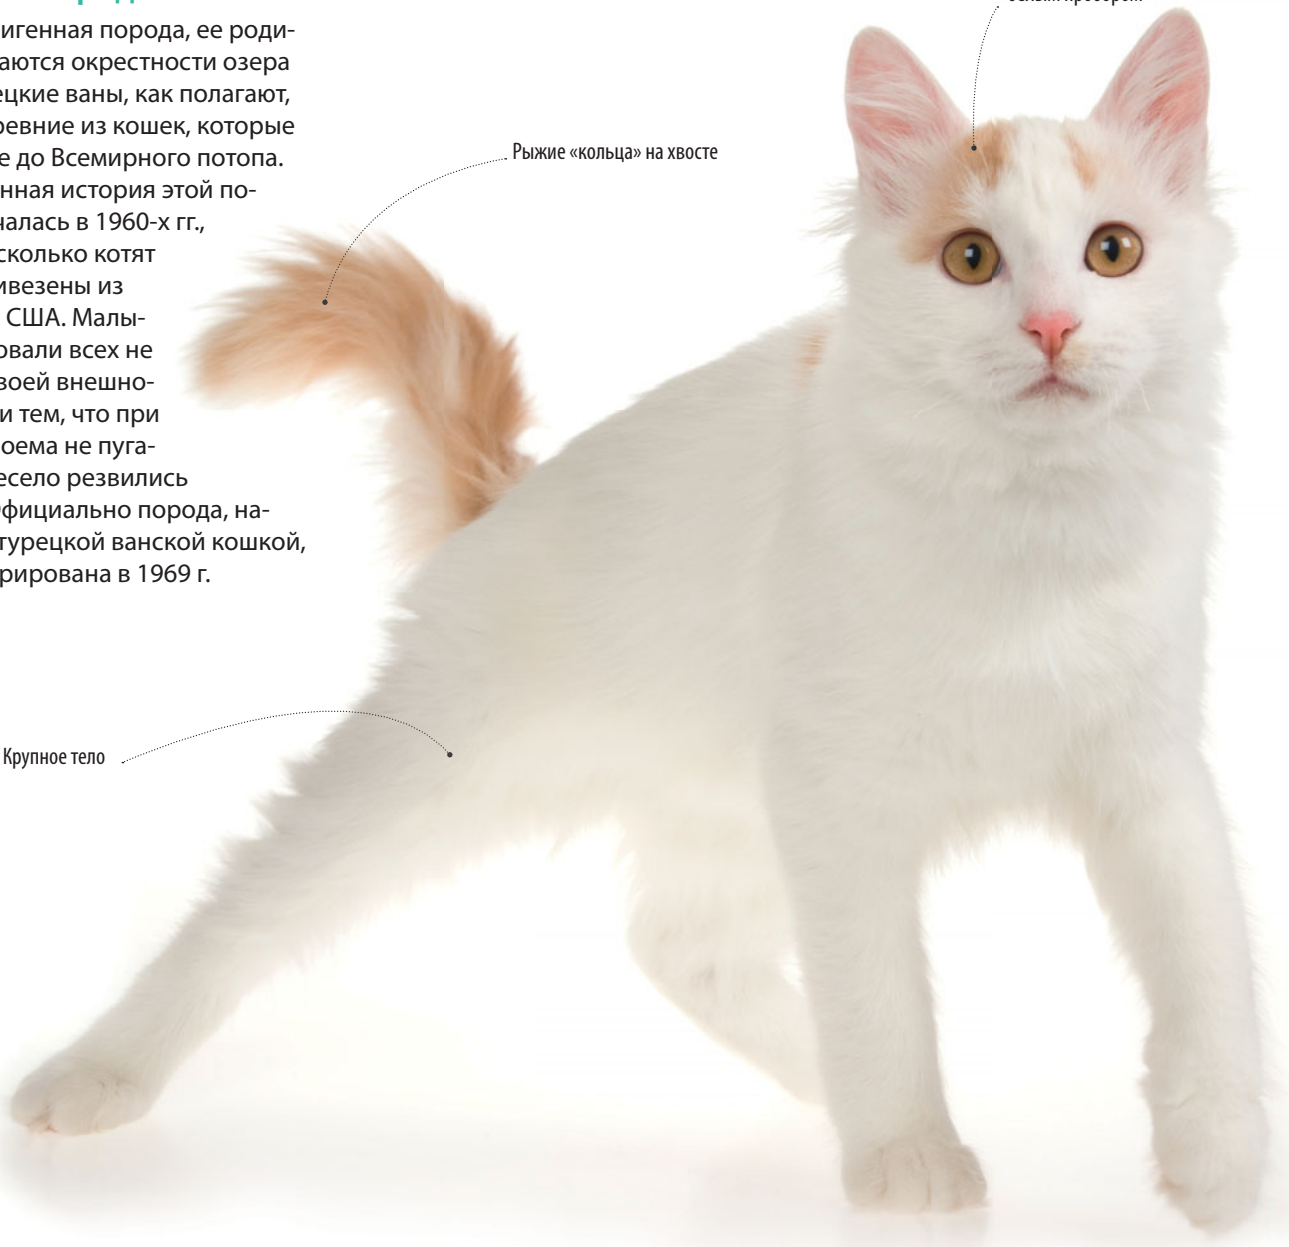 игенная порода, ее роди-
аются окрестности озера
ецкие ваны, как полагают,
ревние из кошек, которые
е до Всемирного потопа.
нная история этой по-
чалась в 1960-х гг.,
сколько котят
ивезены из
США. Малы-
овали всех не
воей внешно-
и тем, что при
оема не пуга-
есело резвились
фициально порода, на-
турецкой ванской кошкой,
рирована в 1969 г.
Рыжие «кольца» на хвосте
Крупное тело